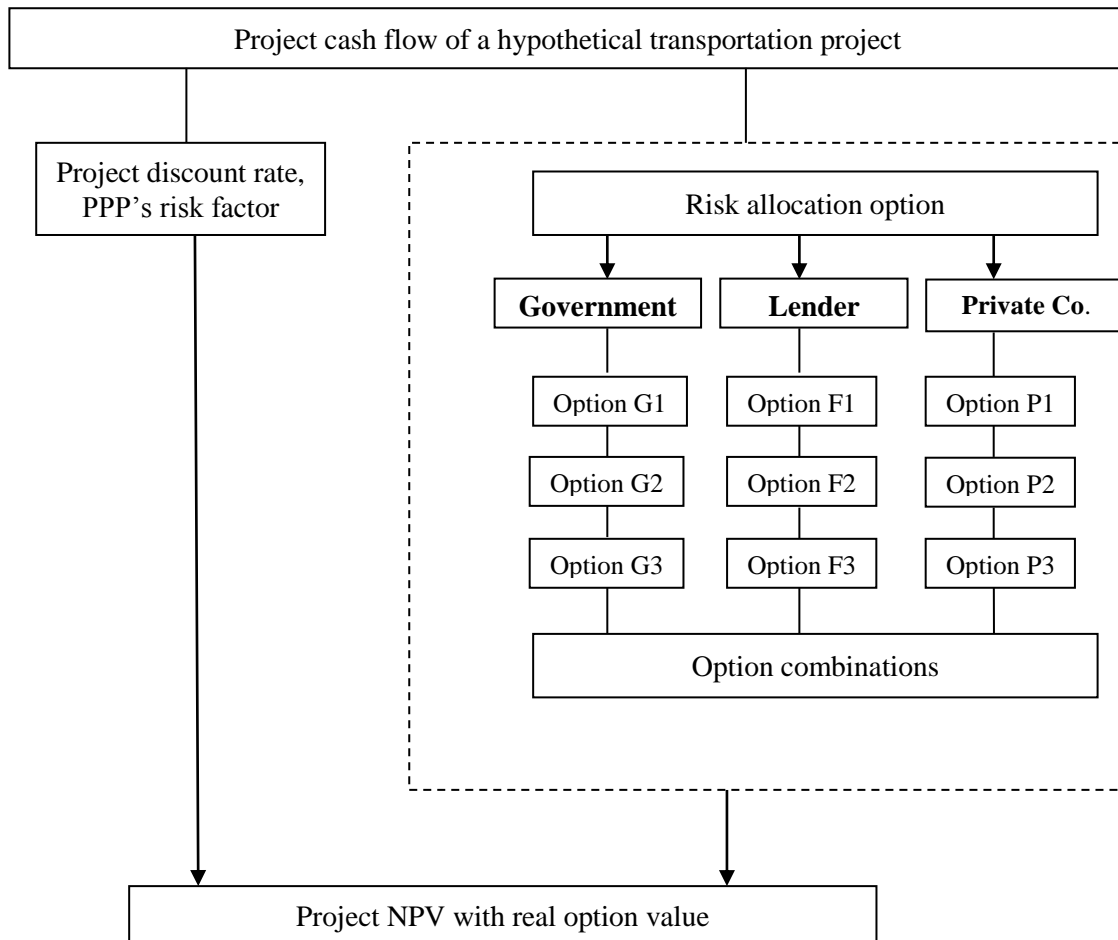 Project cash flow of a hypothetical transportation project
Project discount rate,
PPP’s risk factor
Risk allocation option
Government
Lender
Private Co.
Option G1
Option F1
Option P1
Option G2
Option F2
Option P2
Option G3
Option F3
Option P3
Option combinations
Project NPV with real option value